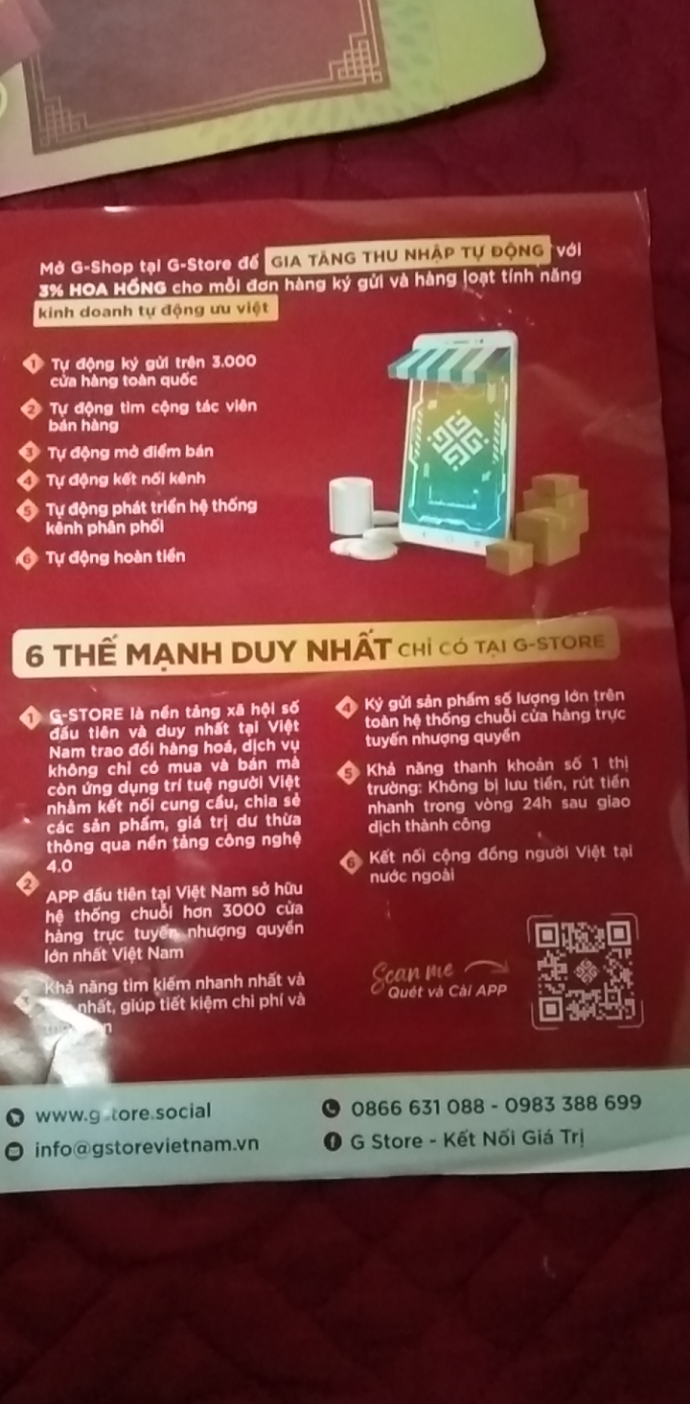 Mở G-Shop tại G-Store để GIA TĂNG THU NHẬP TỰ ĐỘNG với
3% HOA HỒNG cho mỗi đơn hàng ký gửi và hàng loạt tính năng
kinh doanh tự động ưu việt
1 Tự động ký gửi trên 3.000
cửa hàng toàn quốc
2 Tự động tìm cộng tác viên
bán hàng
3 Tự động mở điểm bán
4 Tự động kết nối kênh
5 Tự động phát triển hệ thống
kênh phân phối
6 Tự động hoàn tiền
6 THẾ MẠNH DUY NHẤT CHỈ CÓ TẠI G-STORE
1 G-STORE là nền tảng xã hội số
đầu tiên và duy nhất tại Việt
Nam trao đổi hàng hoá, dịch vụ
không chỉ có mua và bán mà
còn ứng dụng trí tuệ người Việt
nhằm kết nối cung cầu, chia sẻ
các sản phẩm, giá trị dư thừa
thông qua nền tảng công nghệ
4.0
2 APP đầu tiên tại Việt Nam sở hữu
hệ thống chuỗi hơn 3000 cửa
hàng trực tuyến nhượng quyền
lớn nhất Việt Nam
3 Khả năng tìm kiếm nhanh nhất và
nhất, giúp tiết kiệm chi phí và
4 Ký gửi sản phẩm số lượng lớn trên
toàn hệ thống chuỗi cửa hàng trực
tuyến nhượng quyền
5 Khả năng thanh khoản số 1 thị
trường: Không bị lưu tiền, rút tiền
nhanh trong vòng 24h sau giao
dịch thành công
6 Kết nối cộng đồng người Việt tại
nước ngoài
Scan me
Quét và Cài APP
0866 631 088 - 0983 388 699
info@gstorevietnam.vn
G Store - Kết Nối Giá Trị